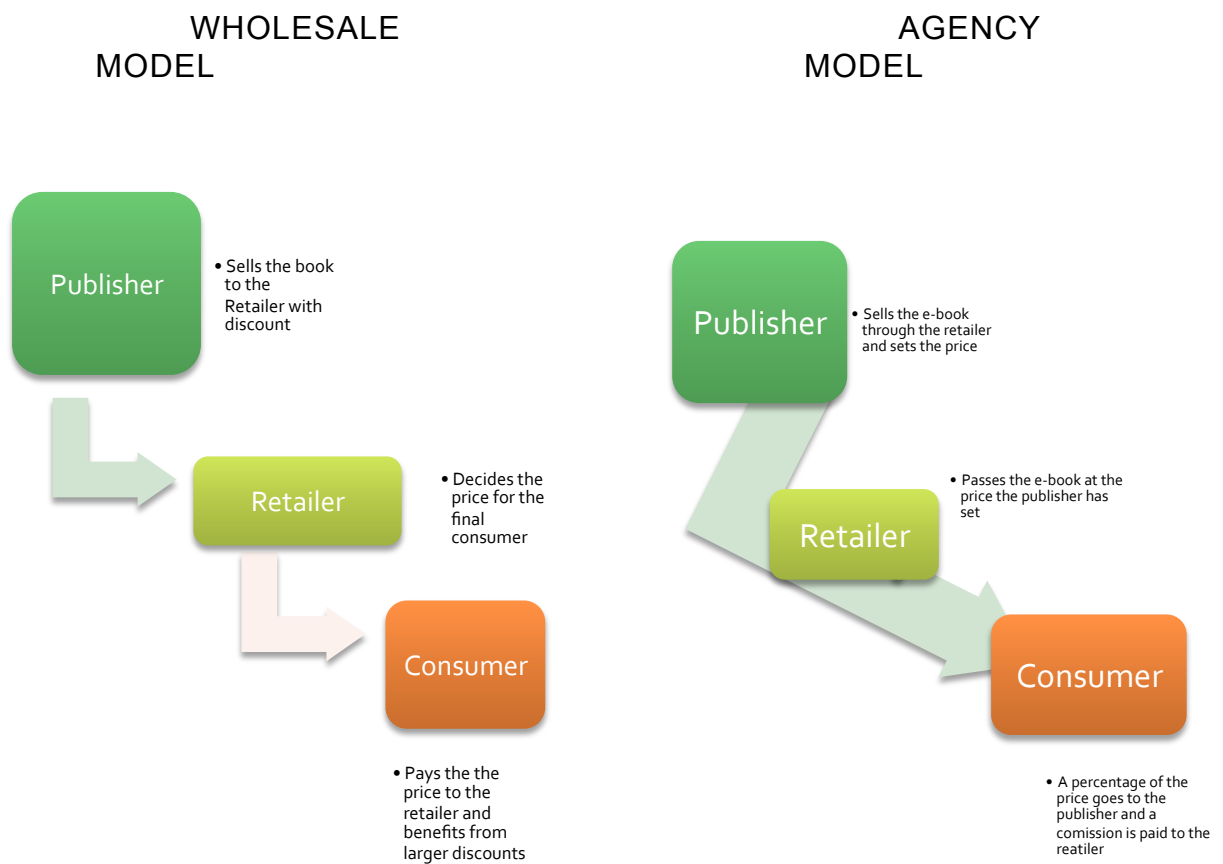 WHOLESALE
MODEL
Publisher
• Sells the book
to the
Retailer with
discount
Retailer
• Decides the
price for the
final
consumer
Consumer
• Pays the the
price to the
retailer and
benefits from
larger discounts
AGENCY
MODEL
Publisher
• Sells the e-book
through the retailer
and sets the price
Retailer
• Passes the e-book at the
price the publisher has
set
Consumer
• A percentage of the
price goes to the
publisher and a
comission is paid to the
reatiler